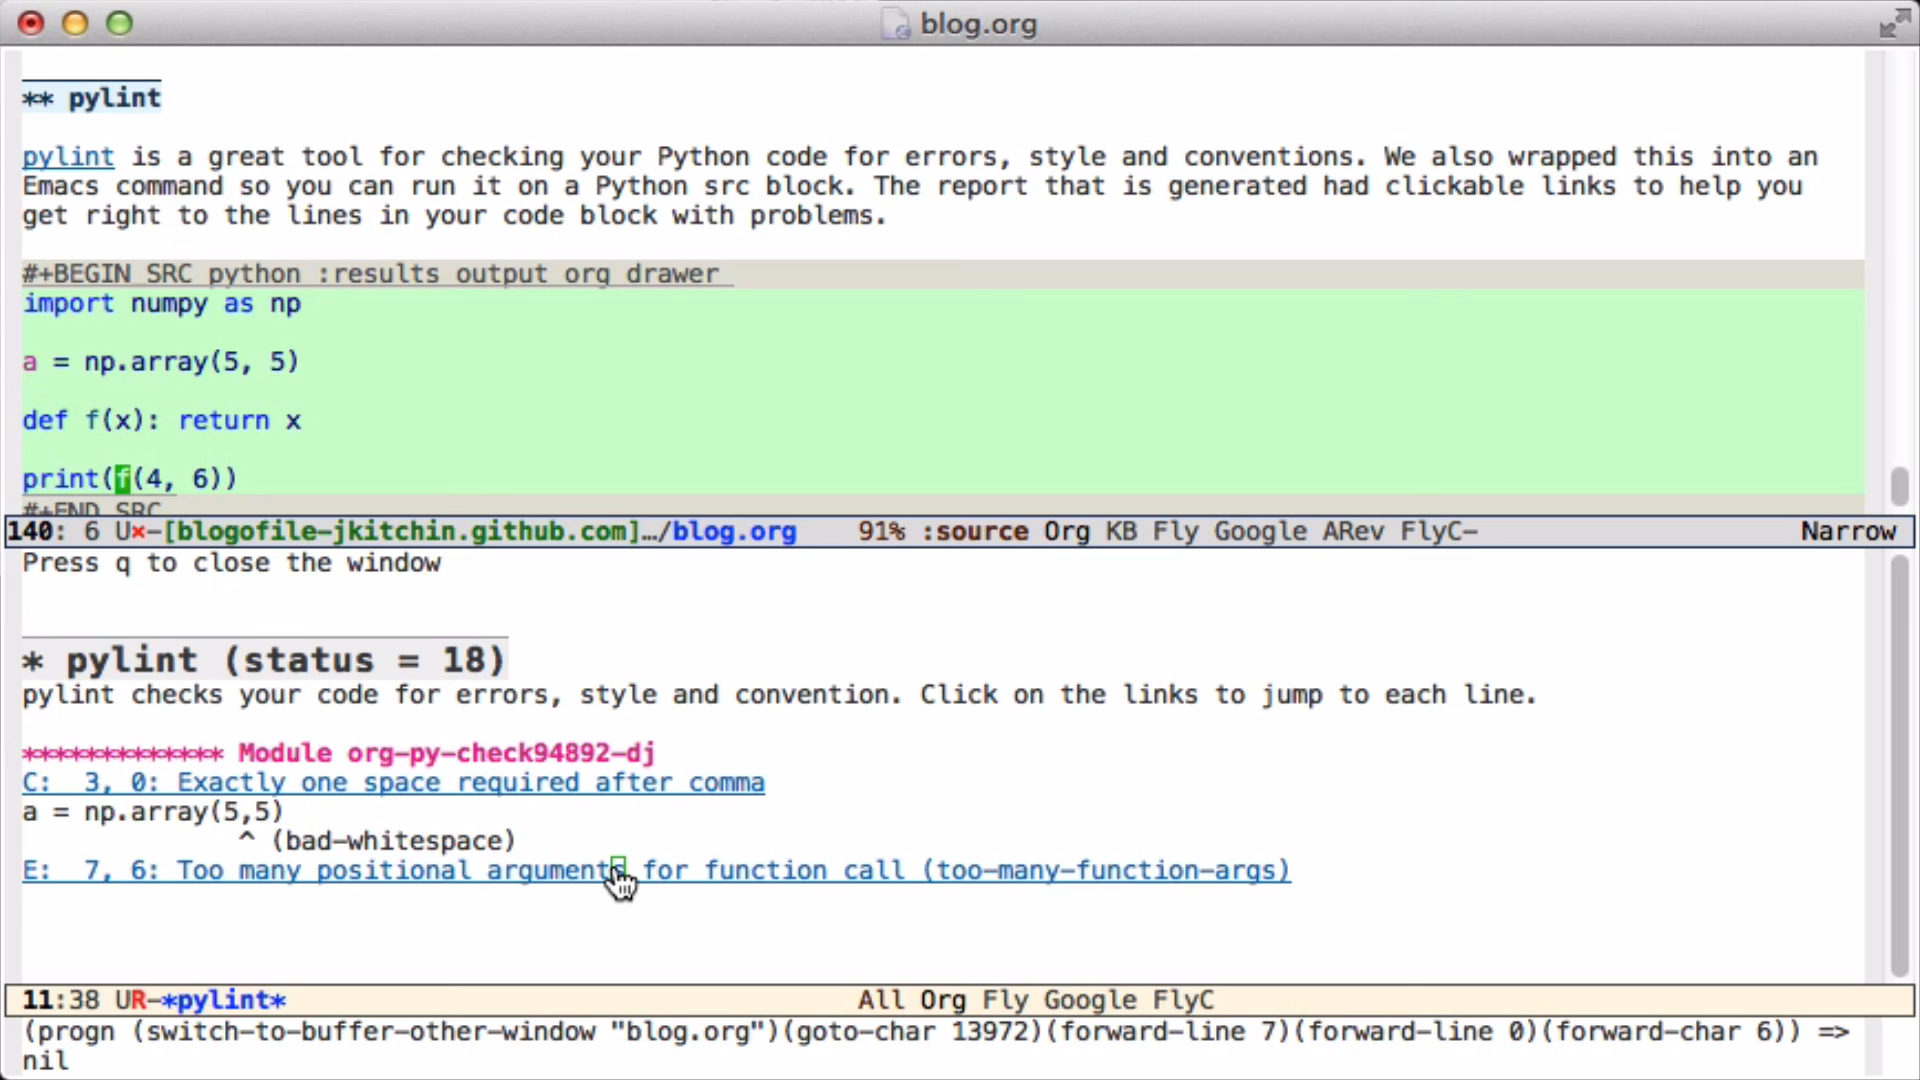 blog.org
** pylint
pylint is a great tool for checking your Python code for errors, style and conventions. We also wrapped this into an
Emacs command so you can run it on a Python src block. The report that is generated had clickable links to help you
get right to the lines in your code block with problems.
#+BEGIN_SRC python :results output org drawer
import numpy as np
a = np.array(5, 5)
def f(x): return x
print(f(4, 6))
#+END_SRC
140: 6 U×-[blogofile-jkitchin.github.com]…/blog.org 91% :source Org KB Fly Google ARev FlyC- Narrow
Press q to close the window
* pylint (status = 18)
pylint checks your code for errors, style and convention. Click on the links to jump to each line.
************* Module org-py-check94892-dj
C:  3, 0: Exactly one space required after comma
a = np.array(5,5)
^ (bad-whitespace)
E:  7, 6: Too many positional arguments for function call (too-many-function-args)
11:38 UR-*pylint* All Org Fly Google FlyC
(progn (switch-to-buffer-other-window "blog.org")(goto-char 13972)(forward-line 7)(forward-line 0)(forward-char 6)) =>
nil